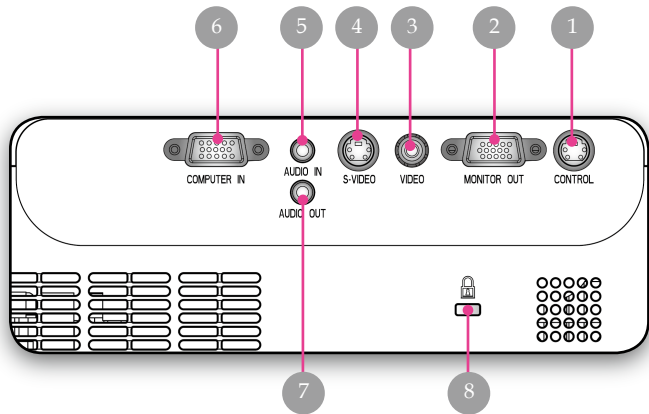 6 5 4 3 2 1
COMPUTER IN
AUDIO IN
S-VIDEO
VIDEO
MONITOR OUT
CONTROL
AUDIO OUT
7
8